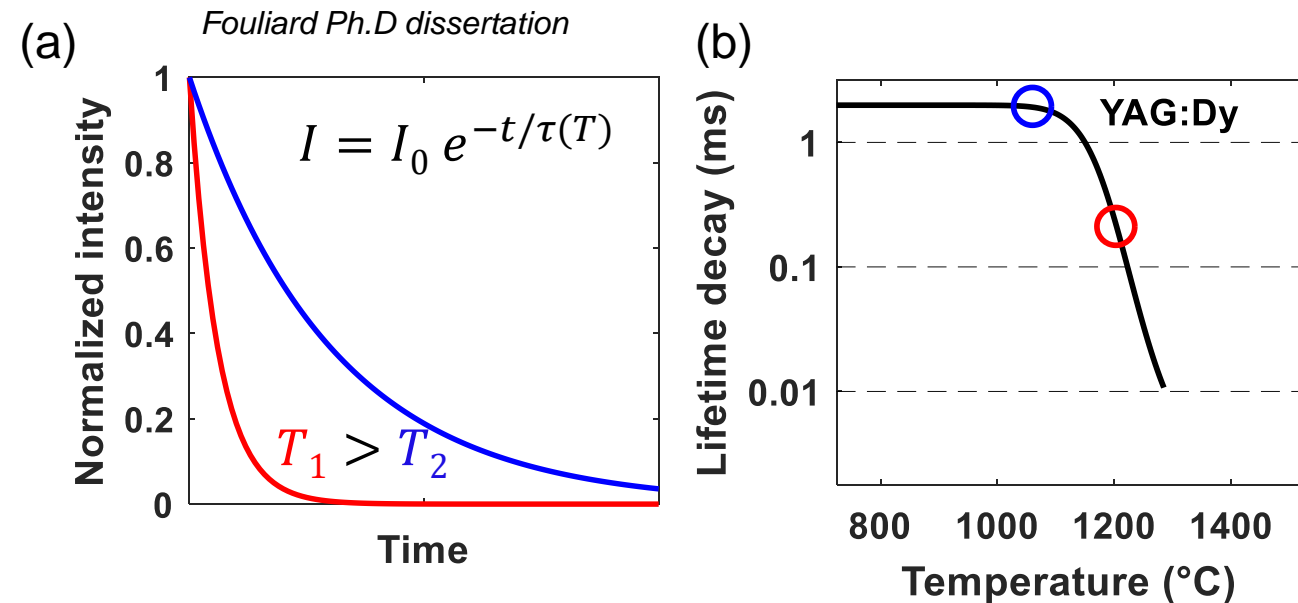 Fouliard Ph.D dissertation
(a)
Normalized intensity
1
0.8
0.6
0.4
0.2
0
I = I₀ e^{-t/τ(T)}
T₁ > T₂
Time
(b)
Lifetime decay (ms)
1
0.1
0.01
YAG:Dy
800 1000 1200 1400
Temperature (°C)